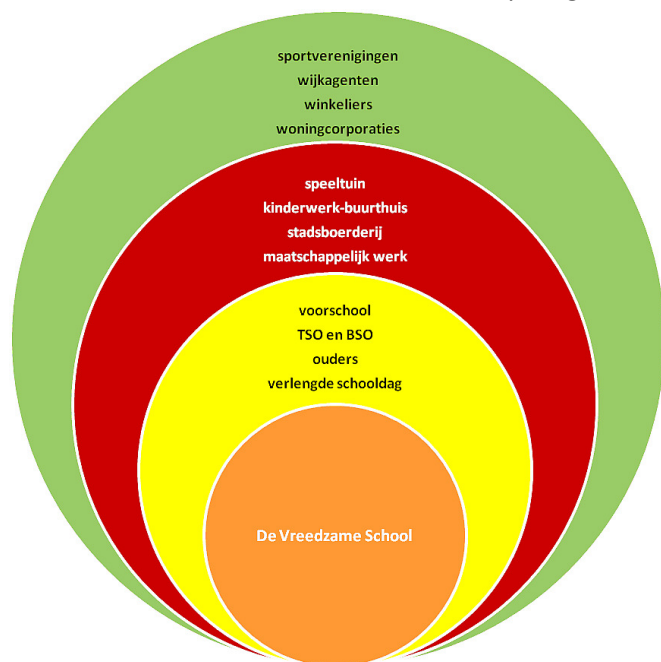 sportverenigingen
wijkagenten
winkeliers
woningcorporaties
speeltuin
kinderwerk-buurthuis
stadsboerderij
maatschappelijk werk
voorschool
TSO en BSO
ouders
verlengde schooldag
De Vreedzame School